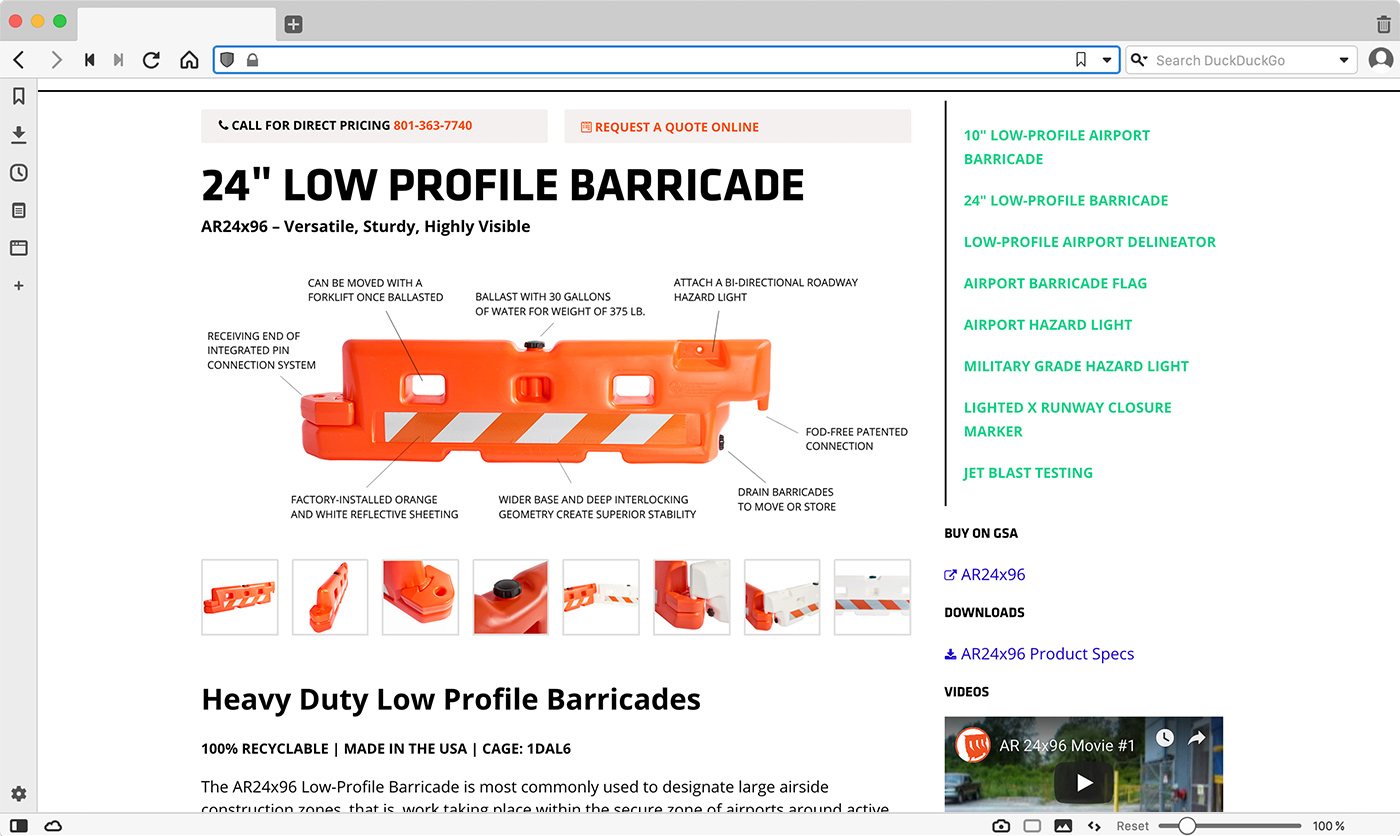 Search DuckDuckGo
CALL FOR DIRECT PRICING 801-363-7740
REQUEST A QUOTE ONLINE
24" LOW PROFILE BARRICADE
AR24x96 – Versatile, Sturdy, Highly Visible
CAN BE MOVED WITH A
FORKLIFT ONCE BALLASTED
BALLAST WITH 30 GALLONS
OF WATER FOR WEIGHT OF 375 LB.
ATTACH A BI-DIRECTIONAL ROADWAY
HAZARD LIGHT
RECEIVING END OF
INTEGRATED PIN
CONNECTION SYSTEM
FOD-FREE PATENTED
CONNECTION
FACTORY-INSTALLED ORANGE
AND WHITE REFLECTIVE SHEETING
WIDER BASE AND DEEP INTERLOCKING
GEOMETRY CREATE SUPERIOR STABILITY
DRAIN BARRICADES
TO MOVE OR STORE
Heavy Duty Low Profile Barricades
100% RECYCLABLE | MADE IN THE USA | CAGE: 1DAL6
The AR24x96 Low-Profile Barricade is most commonly used to designate large airside
construction zones, that is, work taking place within the secure zone of airports around active
10" LOW-PROFILE AIRPORT
BARRICADE
24" LOW-PROFILE BARRICADE
LOW-PROFILE AIRPORT DELINEATOR
AIRPORT BARRICADE FLAG
AIRPORT HAZARD LIGHT
MILITARY GRADE HAZARD LIGHT
LIGHTED X RUNWAY CLOSURE
MARKER
JET BLAST TESTING
BUY ON GSA
AR24x96
DOWNLOADS
AR24x96 Product Specs
VIDEOS
AR 24x96 Movie #1
Reset
100 %